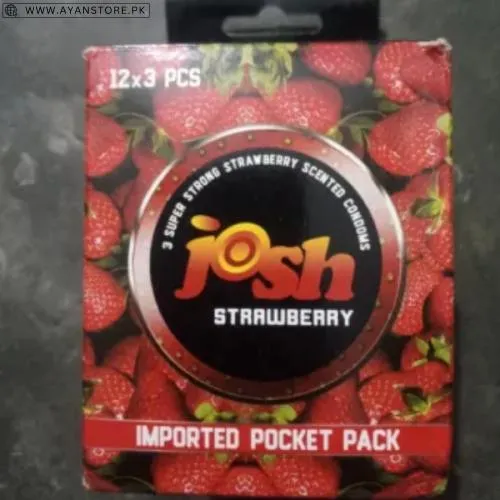 WWW.AYANSTORE.PK
12x3 PCS
3 SUPER STRONG STRAWBERRY SCENTED CONDOMS
josh
STRAWBERRY
IMPORTED POCKET PACK